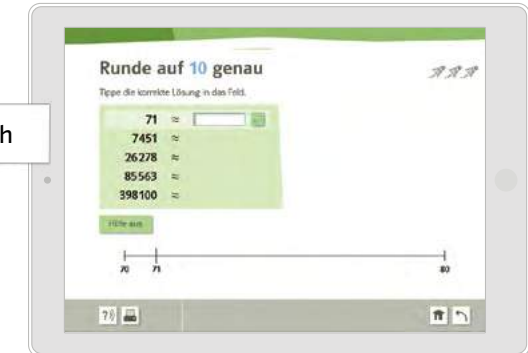 h
Runde auf 10 genau
Tippe die korrekte Lösung in das Feld.
71 ≈
7451 ≈
26278 ≈
85563 ≈
398100 ≈
Hilfe aus
70 71 80
?